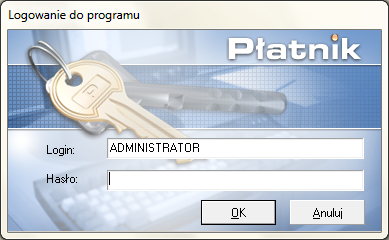 Logowanie do programu
Płatnik
Login: ADMINISTRATOR
Hasło:
OK Anuluj